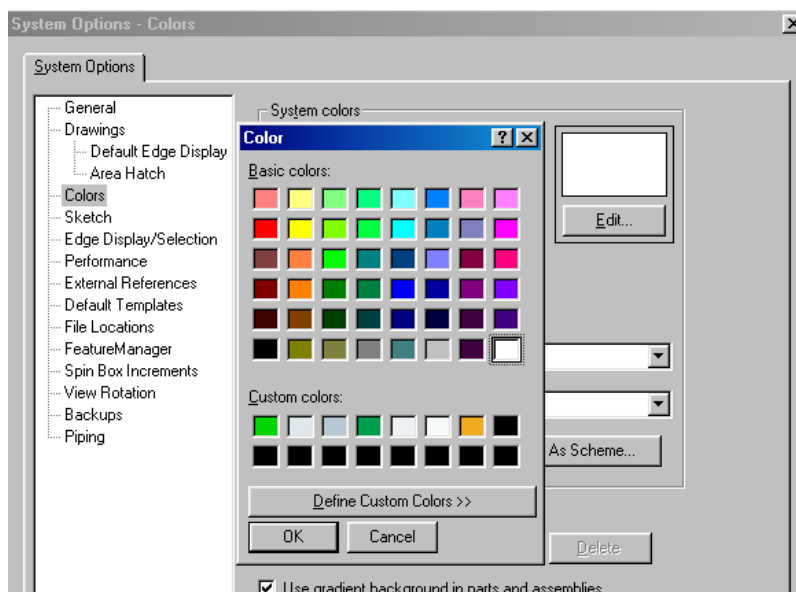 System Options - Colors
System Options
General
Drawings
Default Edge Display
Area Hatch
Colors
Sketch
Edge Display/Selection
Performance
External References
Default Templates
File Locations
FeatureManager
Spin Box Increments
View Rotation
Backups
Piping
System colors
Color
Basic colors:
Custom colors:
Define Custom Colors >>
OK
Cancel
Edit...
As Scheme...
Delete
Use gradient background in parts and assemblies